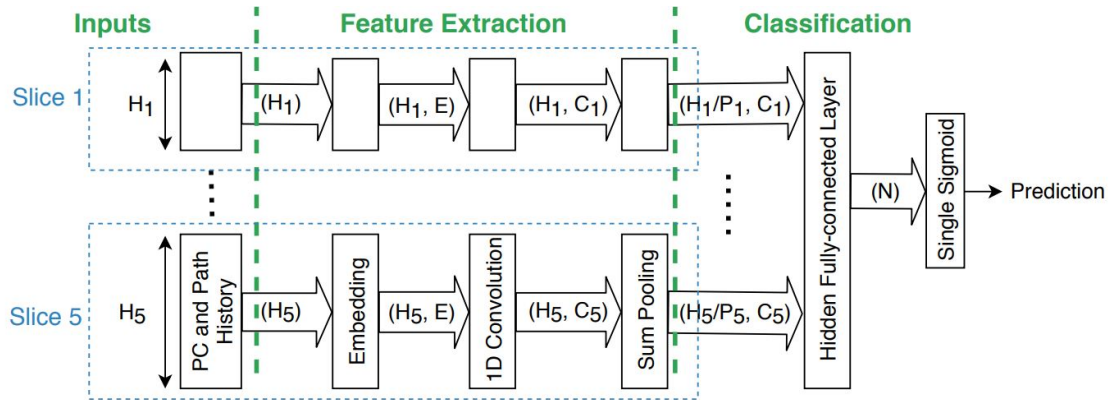 Inputs
Feature Extraction
Classification
Slice 1
H1
(H1)
(H1, E)
(H1, C1)
(H1/P1, C1)
Slice 5
H5
PC and Path
History
(H5)
Embedding
(H5, E)
1D Convolution
(H5, C5)
Sum Pooling
(H5/P5, C5)
Hidden Fully-connected Layer
(N)
Single Sigmoid
Prediction